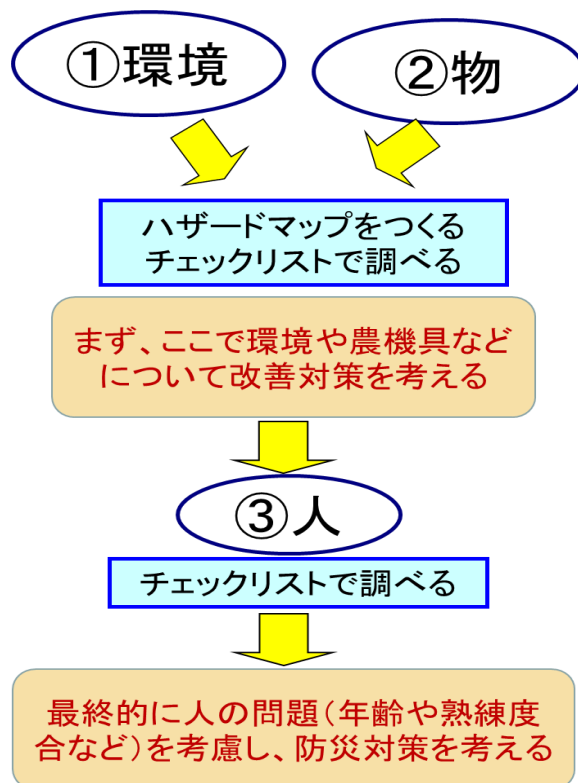 ①環境
②物
ハザードマップをつくる
チェックリストで調べる
まず、ここで環境や農機具など
について改善対策を考える
③人
チェックリストで調べる
最終的に人の問題(年齢や熟練度
合など)を考慮し、防災対策を考える